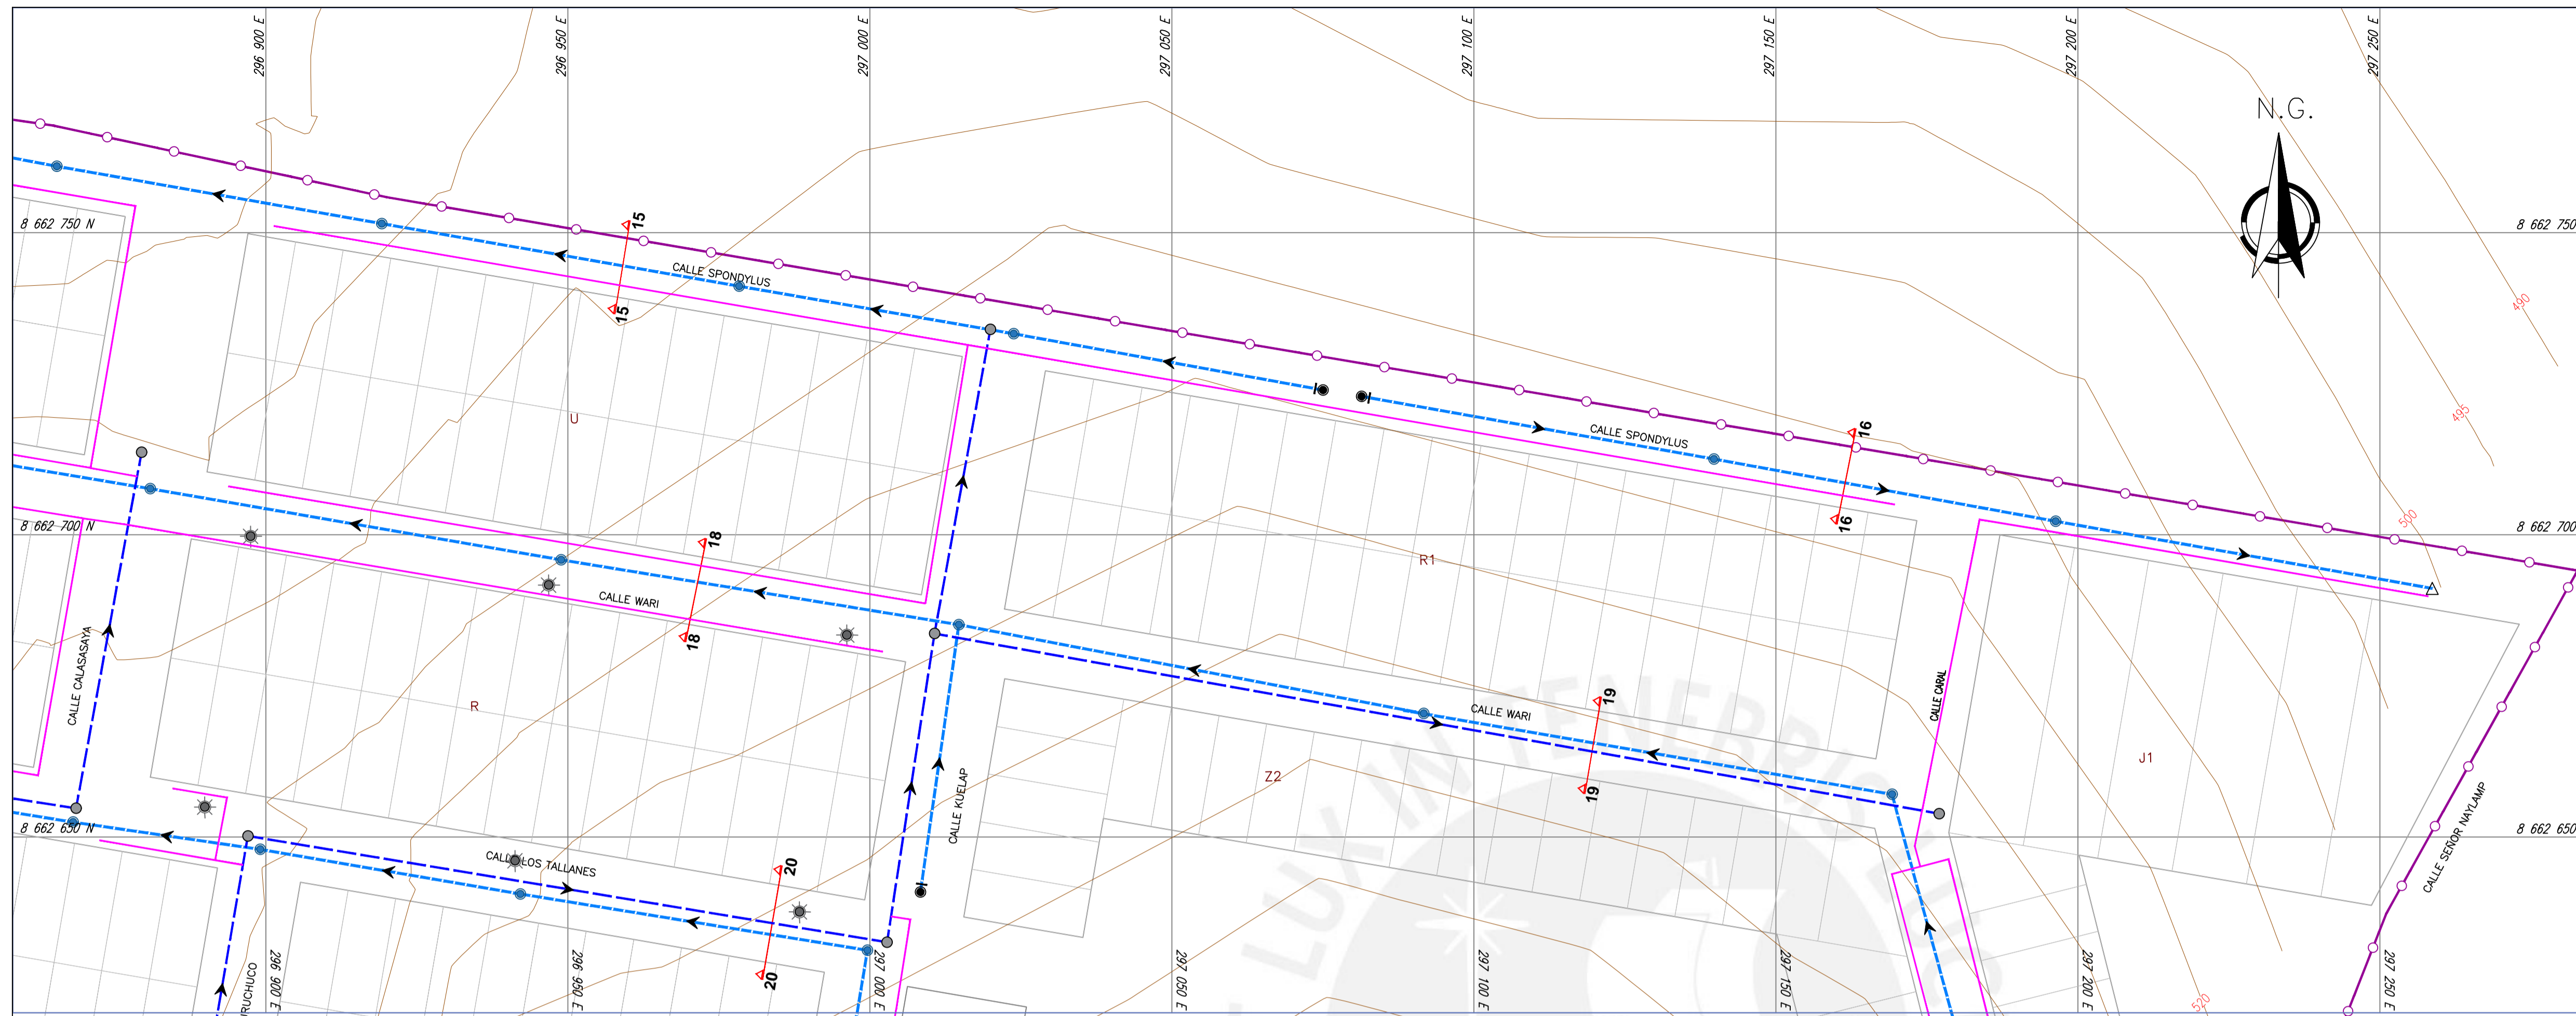 296 900 E
296 950 E
297 000 E
297 050 E
297 100 E
297 150 E
297 200 E
297 250 E
N.G.
8 662 750 N
8 662 750
15
CALLE SPONDYLUS
15
490
U
495
CALLE SPONDYLUS
16
16
500
8 662 700 N
8 662 700
18
R1
CALLE WARI
18
CALLE CALASASAYA
R
19
CALLE WARI
CALLE CARAL
J1
Z2
19
CALLE KUELAP
CALLE SEÑOR NAYLAMP
8 662 650 N
8 662 650
CALLE LOS TALLANES
20
20
RUCHUCO
LUX IN TENEBRIS
520
296 900 E
296 950 E
297 000 E
297 050 E
297 100 E
297 150 E
297 200 E
297 250 E